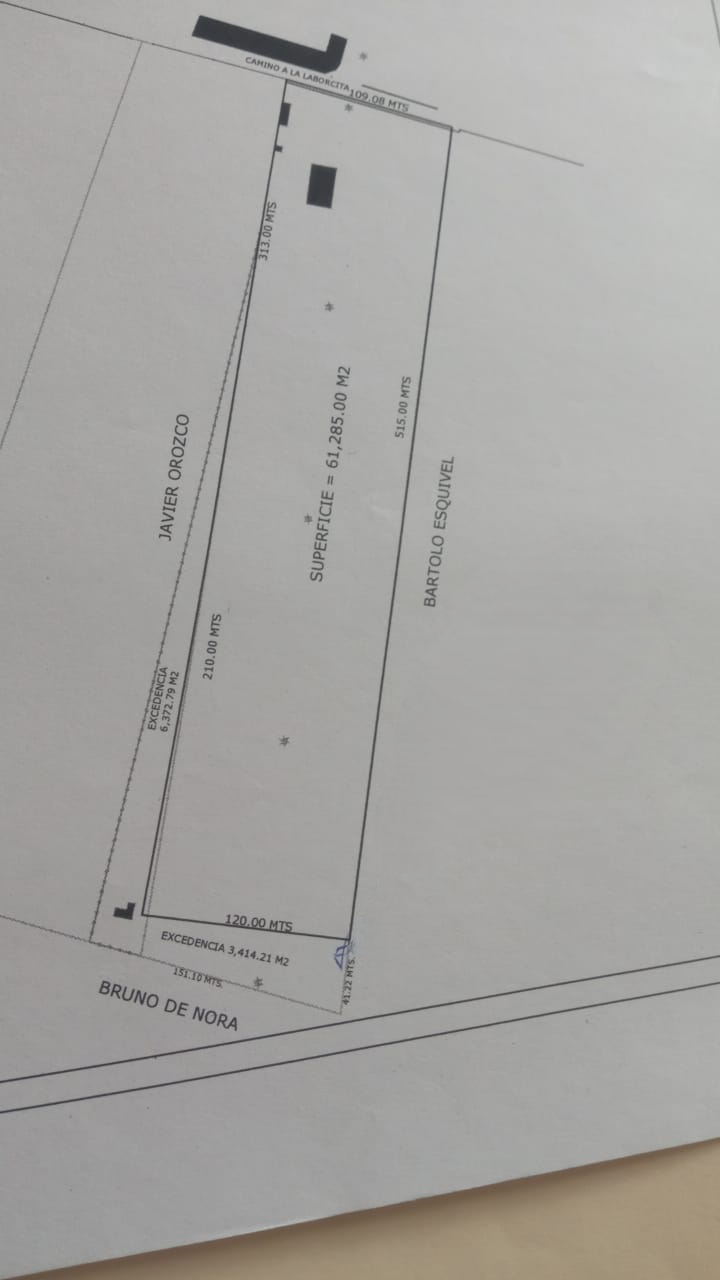 CAMINO A LA LABORCITA
109.08 MTS
313.00 MTS
SUPERFICIE = 61,285.00 M2
515.00 MTS
JAVIER OROZCO
BARTOLO ESQUIVEL
210.00 MTS
EXCEDENCIA
6,372.79 M2
120.00 MTS
EXCEDENCIA 3,414.21 M2
151.10 MTS.
41.22 MTS.
BRUNO DE NORA